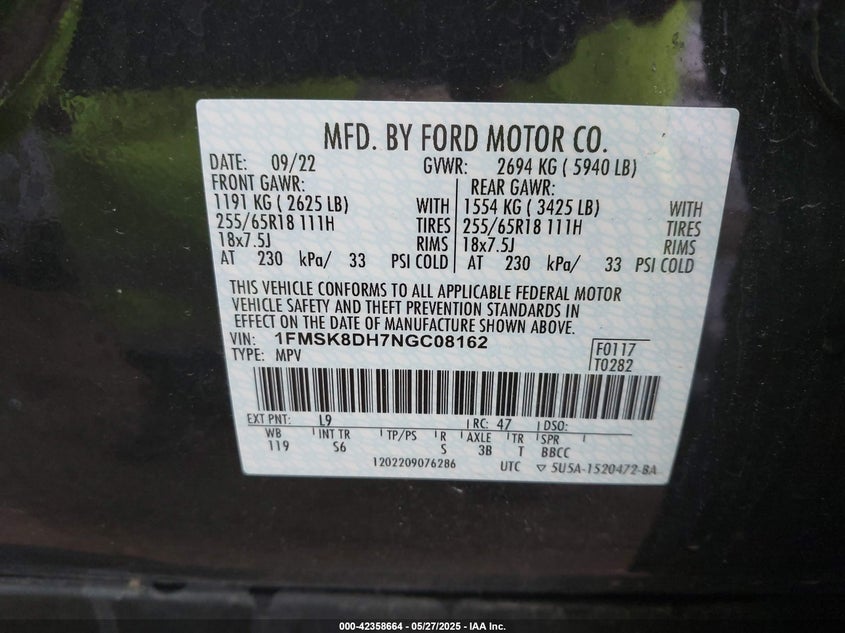 MFD. BY FORD MOTOR CO.
DATE: 09/22 GVWR: 2694 KG ( 5940 LB)
FRONT GAWR: REAR GAWR:
1191 KG ( 2625 LB) WITH 1554 KG ( 3425 LB) WITH
255/65R18 111H TIRES 255/65R18 111H TIRES
18x7.5J RIMS 18x7.5J RIMS
AT 230 kPa/ 33 PSI COLD AT 230 kPa/ 33 PSI COLD
THIS VEHICLE CONFORMS TO ALL APPLICABLE FEDERAL MOTOR
VEHICLE SAFETY AND THEFT PREVENTION STANDARDS IN
EFFECT ON THE DATE OF MANUFACTURE SHOWN ABOVE.
VIN: 1FMSK8DH7NGC08162 F0117
TYPE: MPV T0282
EXT PNT: L9 RC: 47 DSO:
WB INT TR TP/PS R AXLE TR SPR
119 S6 S 3B T BBCC
1202209076286 UTC ▽ 5U5A-1520472-BA
000-42358664 - 05/27/2025 - IAA Inc.